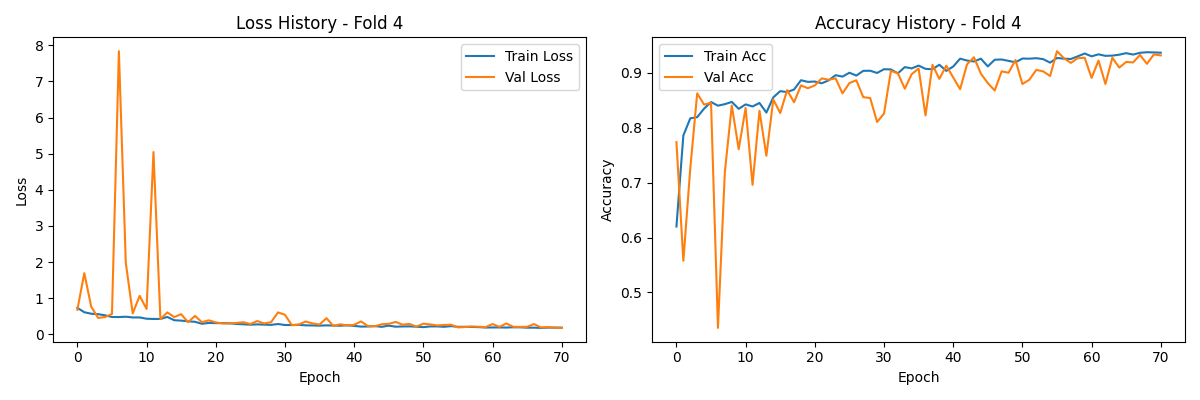 Loss History - Fold 4
8
7
6
5
4
3
2
1
0
Loss
Train Loss
Val Loss
0 10 20 30 40 50 60 70
Epoch
Accuracy History - Fold 4
0.9
0.8
0.7
0.6
0.5
Accuracy
Train Acc
Val Acc
0 10 20 30 40 50 60 70
Epoch